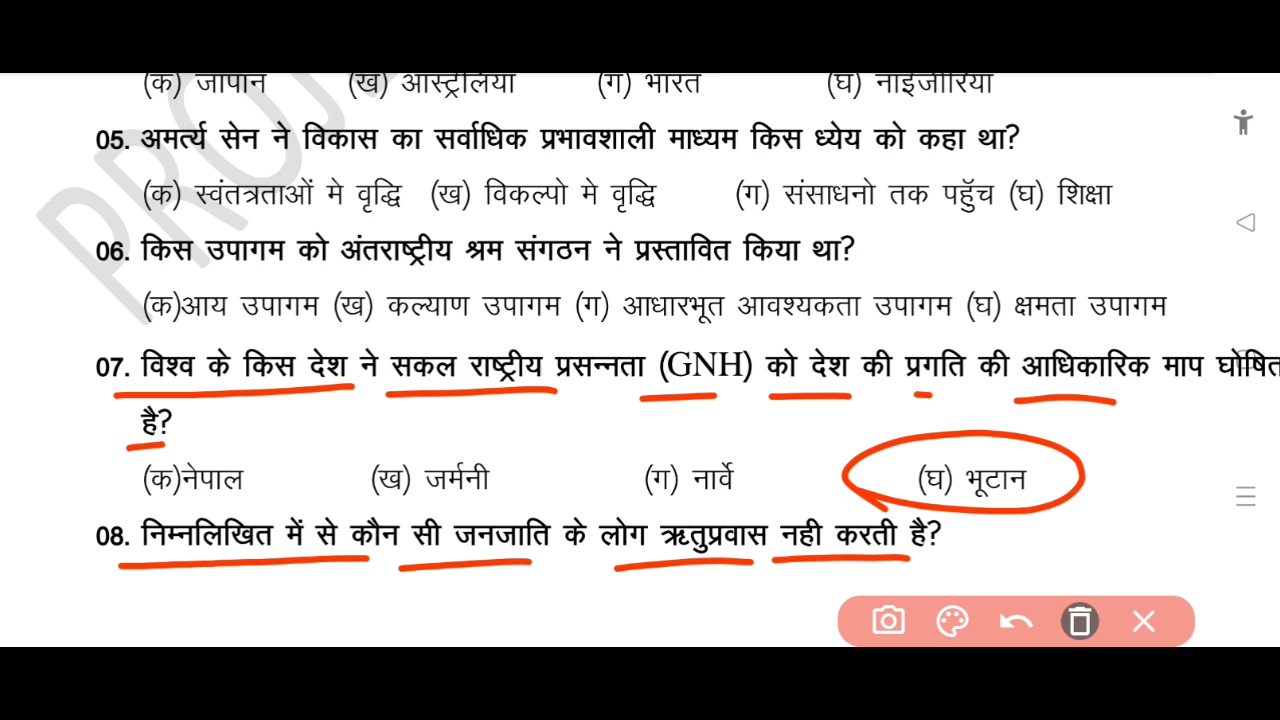 (क) जापान (ख) आस्ट्रेलिया (ग) भारत (घ) नाईजीरिया
05. अमर्त्य सेन ने विकास का सर्वाधिक प्रभावशाली माध्यम किस ध्येय को कहा था?
(क) स्वंतत्रताओं मे वृद्धि (ख) विकल्पो मे वृद्धि (ग) संसाधनो तक पहुॅच (घ) शिक्षा
06. किस उपागम को अंतराष्ट्रीय श्रम संगठन ने प्रस्तावित किया था?
(क)आय उपागम (ख) कल्याण उपागम (ग) आधारभूत आवश्यकता उपागम (घ) क्षमता उपागम
07. विश्व के किस देश ने सकल राष्ट्रीय प्रसन्नता (GNH) को देश की प्रगति की आधिकारिक माप घोषित
है?
(क)नेपाल (ख) जर्मनी (ग) नार्वे (घ) भूटान
08. निम्नलिखित में से कौन सी जनजाति के लोग ऋतुप्रवास नही करती है?